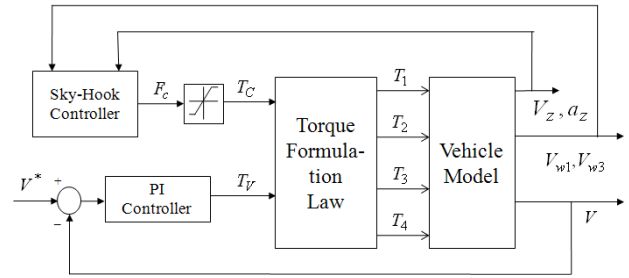 Sky-Hook
Controller
F_c
T_C
Torque
Formula-
tion
Law
T_1
T_2
T_3
T_4
Vehicle
Model
V_z , a_z
V_w1, V_w3
V
V*
+
−
PI
Controller
T_V